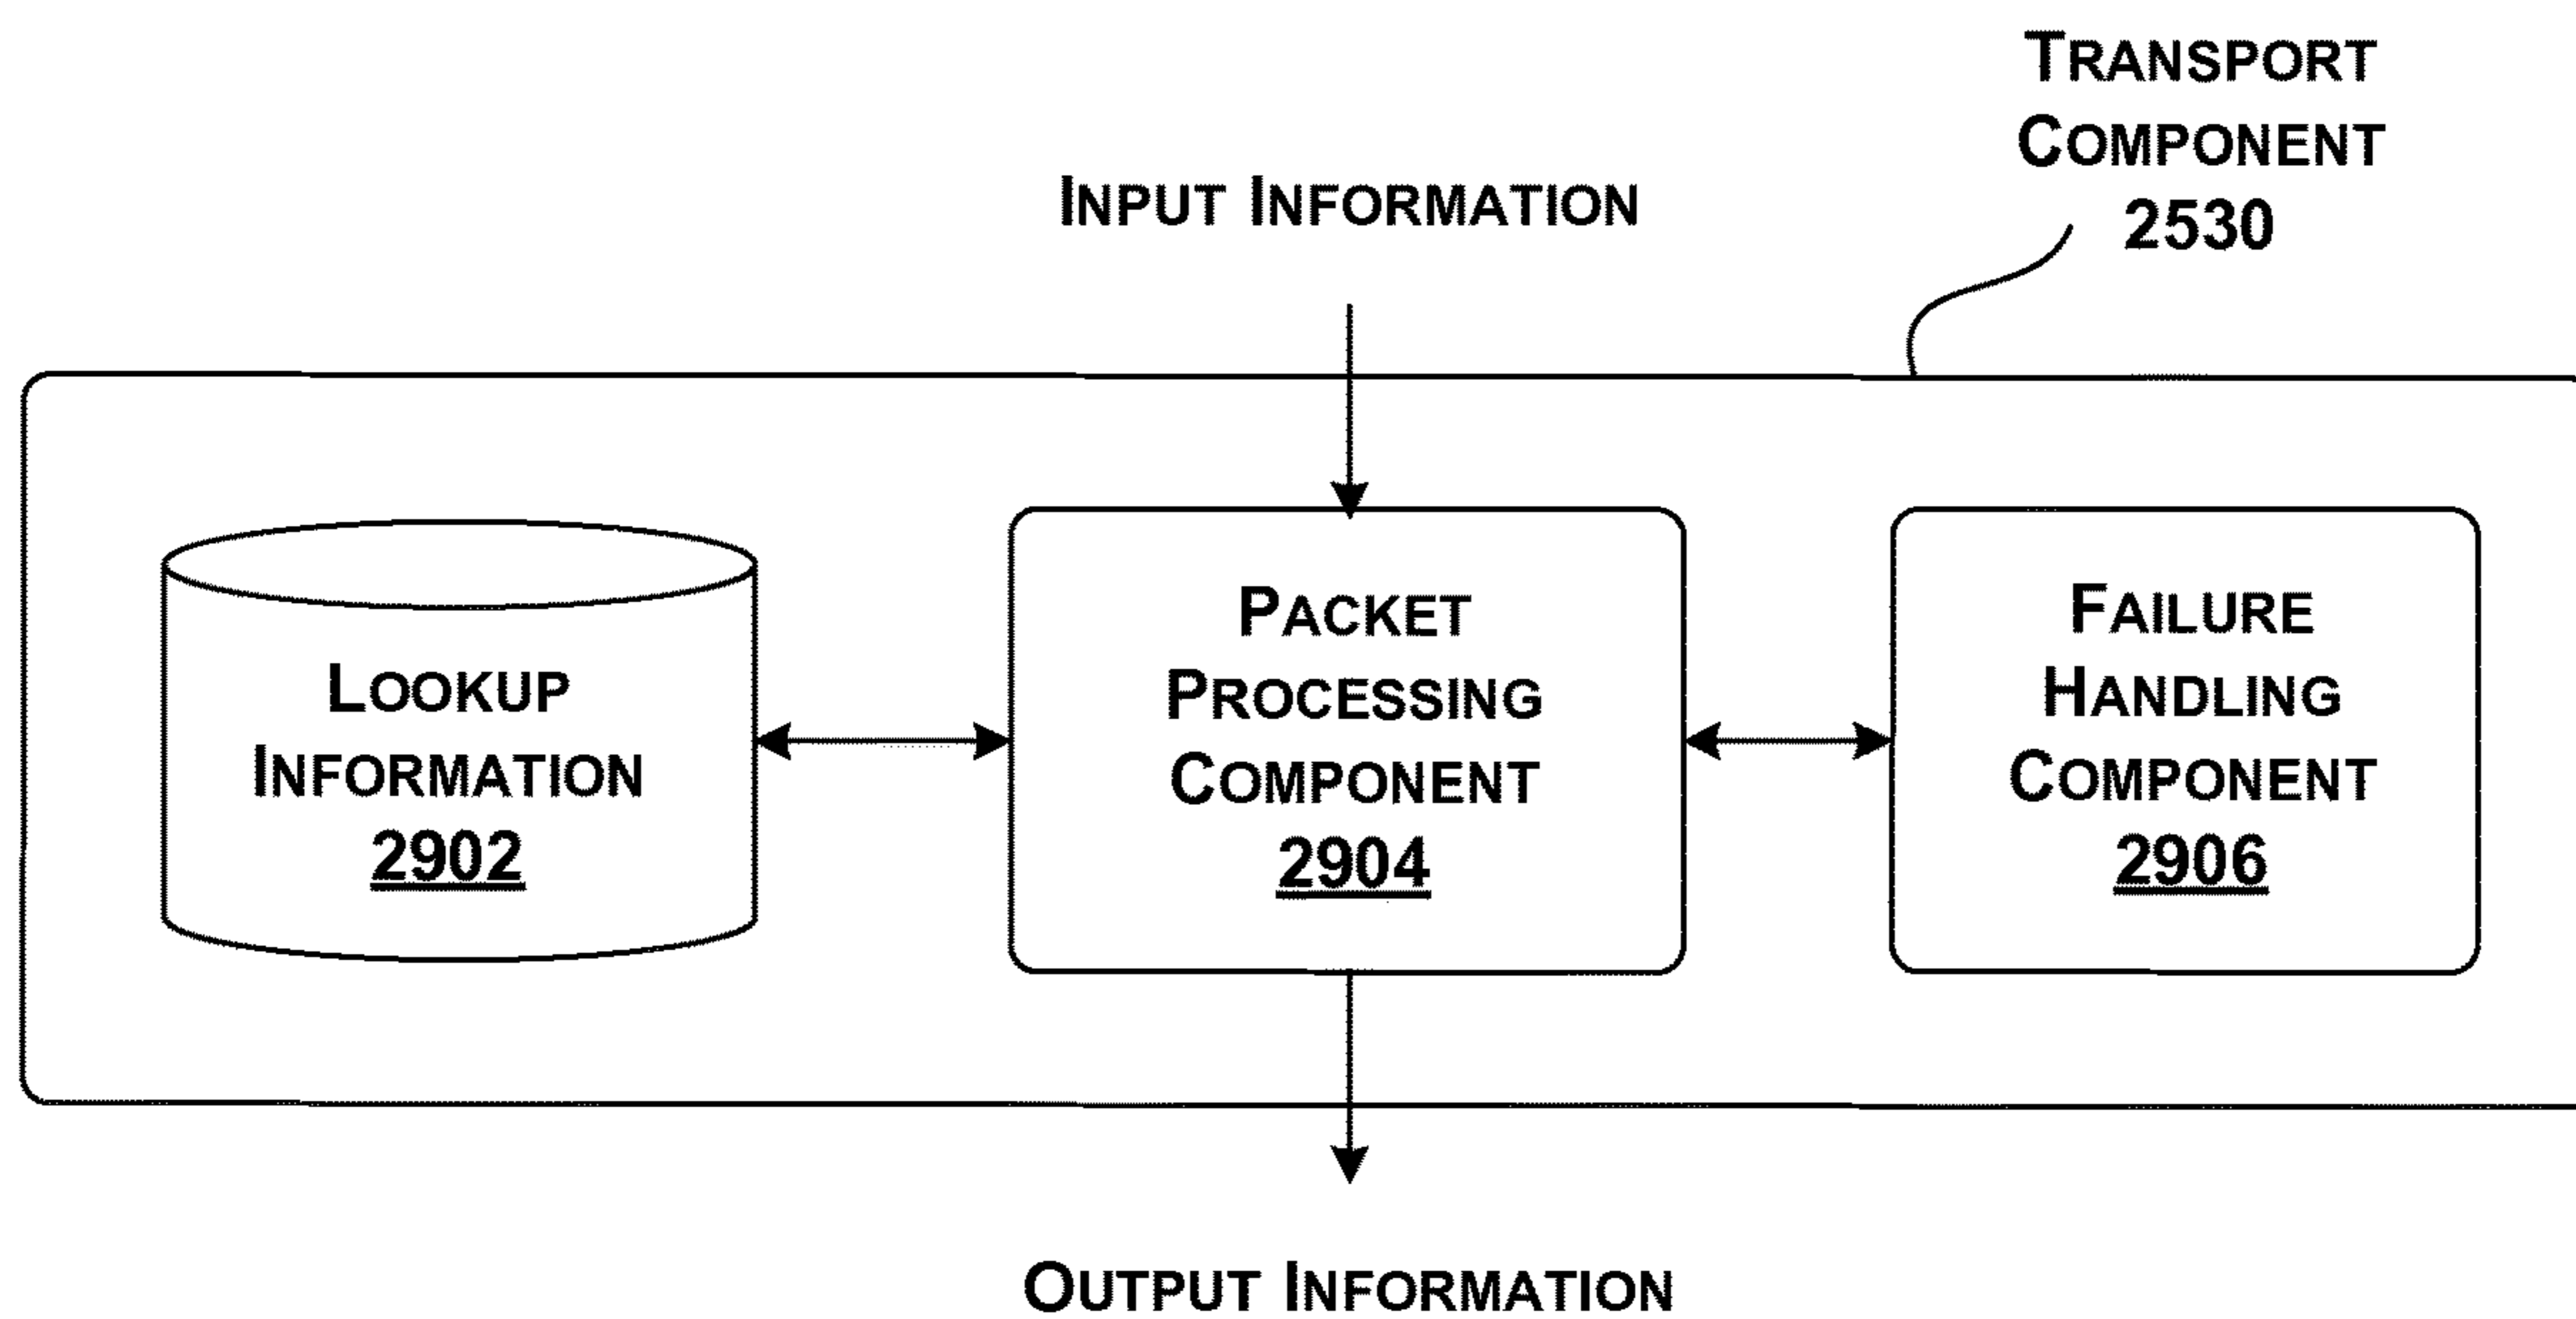 TRANSPORT
COMPONENT
2530
INPUT INFORMATION
LOOKUP
INFORMATION
2902
PACKET
PROCESSING
COMPONENT
2904
FAILURE
HANDLING
COMPONENT
2906
OUTPUT INFORMATION